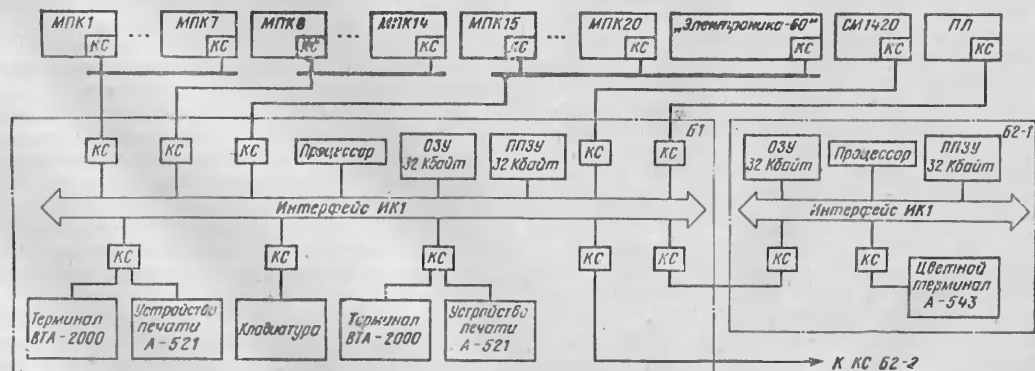 МПК1
...
МПК7
МПК8
...
МПК14
МПК15
...
МПК20
„Электроника-60“
СМ1420
ПЛ
КС
КС
КС
КС
КС
КС
КС
КС
КС
Б1
Б2-1
КС
КС
КС
Процессор
ОЗУ
32 Кбайт
ППЗУ
32 Кбайт
КС
КС
ОЗУ
32 Кбайт
Процессор
ППЗУ
32 Кбайт
Интерфейс ИК1
Интерфейс ИК1
КС
КС
КС
КС
КС
КС
КС
Терминал
ВТА-2000
Устройство
печати
А-521
Клавиатура
Терминал
ВТА-2000
Устройство
печати
А-521
Цветной
терминал
А-543
К КС Б2-2